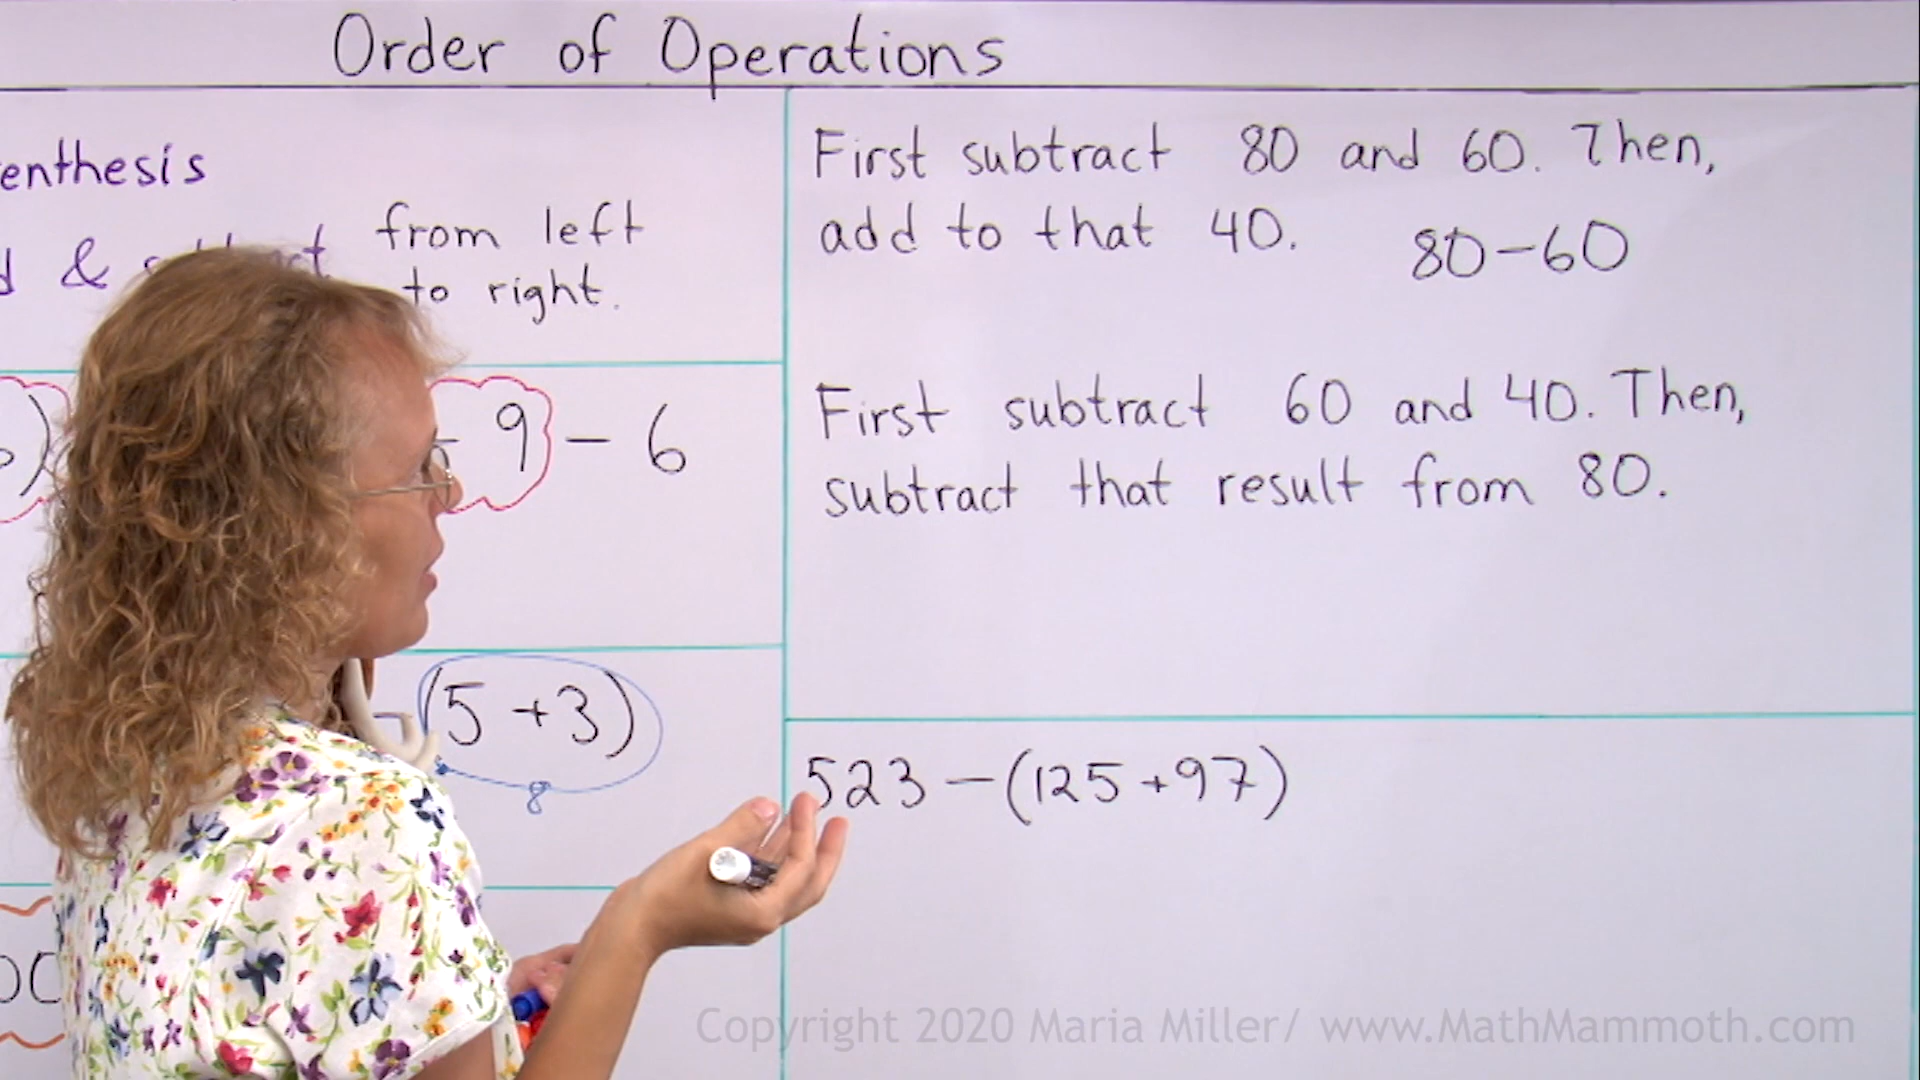 Order of Operations
enthesis
& from left
to right.
- 9 - 6
- (5 + 3)
8
First subtract 80 and 60. Then,
add to that 40. 80 - 60
First subtract 60 and 40. Then,
subtract that result from 80.
523 - (125 + 97)
Copyright 2020 Maria Miller/ www.MathMammoth.com